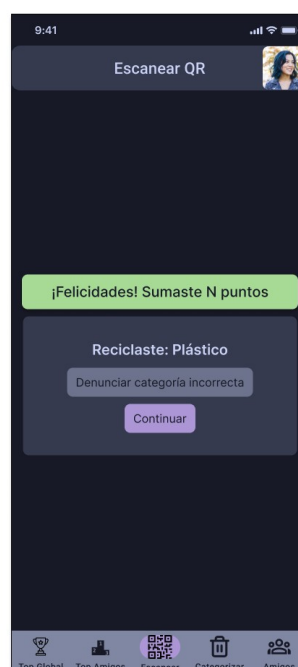 9:41
Escanear QR
¡Felicidades! Sumaste N puntos
Reciclaste: Plástico
Denunciar categoría incorrecta
Continuar
Top Global Top Amigos Escanear Categorizar Amigos